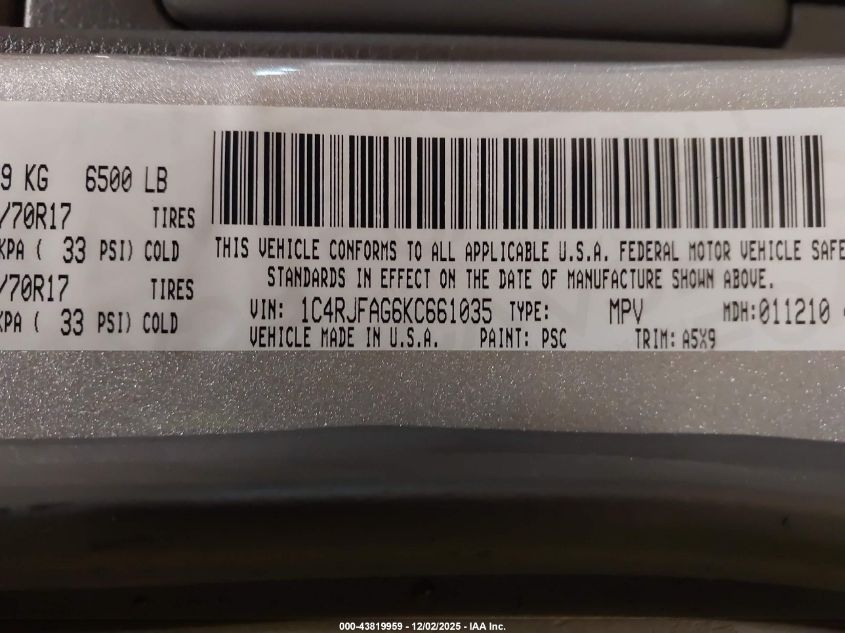 9 KG 6500 LB
/70R17 TIRES
KPA ( 33 PSI) COLD
/70R17 TIRES
KPA ( 33 PSI) COLD
THIS VEHICLE CONFORMS TO ALL APPLICABLE U.S.A. FEDERAL MOTOR VEHICLE SAFE
STANDARDS IN EFFECT ON THE DATE OF MANUFACTURE SHOWN ABOVE.
VIN: 1C4RJFAG6KC661035 TYPE: MPV MDH:011210
VEHICLE MADE IN U.S.A. PAINT: PSC TRIM: A5X9
000-43819959 - 12/02/2025 - IAA Inc.